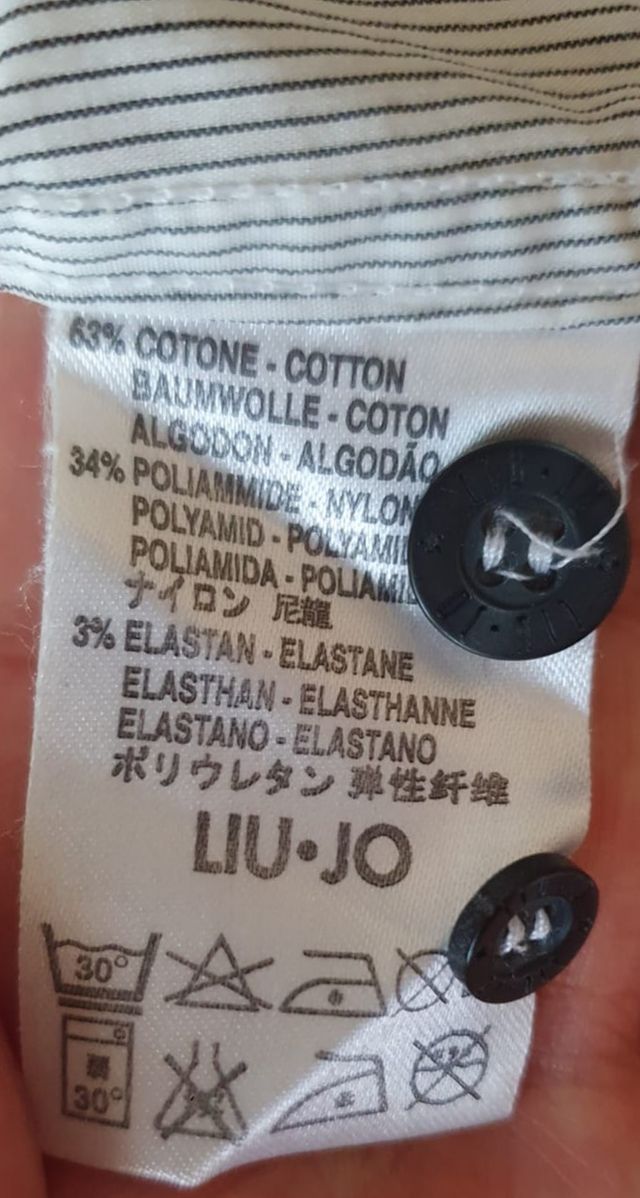 63% COTONE - COTTON
BAUMWOLLE - COTON
ALGODON - ALGODÃO
34% POLIAMMIDE - NYLON
POLYAMID - POLYAMI
POLIAMIDA - POLIAMI
ナイロン 尼龍
3% ELASTAN - ELASTANE
ELASTHAN - ELASTHANNE
ELASTANO - ELASTANO
ポリウレタン 弹性纤维
LIU•JO
30°
30°